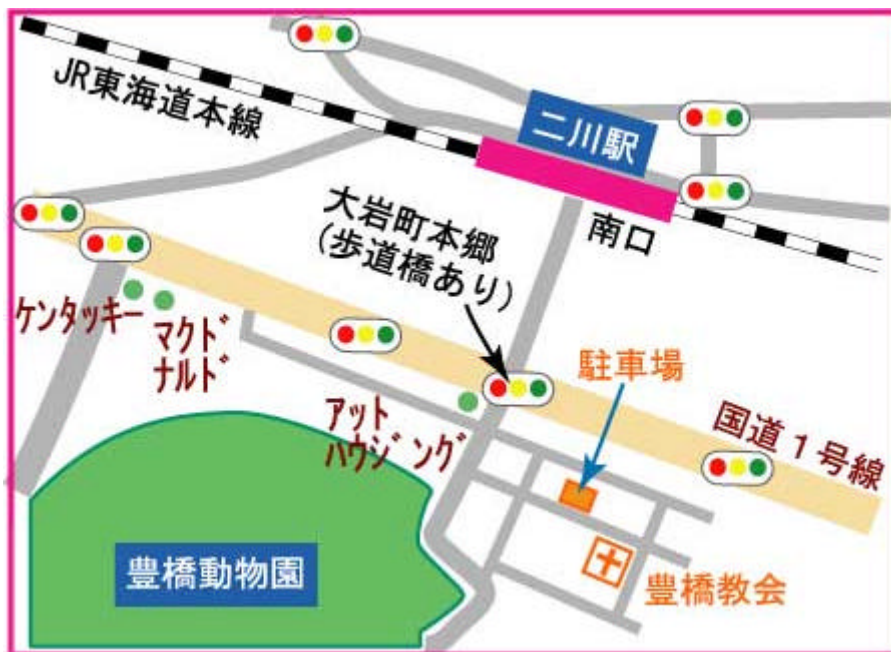 JR東海道本線
二川駅
南口
大岩町本郷
(歩道橋あり)
ケンタッキー
マクド
ナルド
駐車場
アット
ハウジング
国道1号線
豊橋動物園
豊橋教会